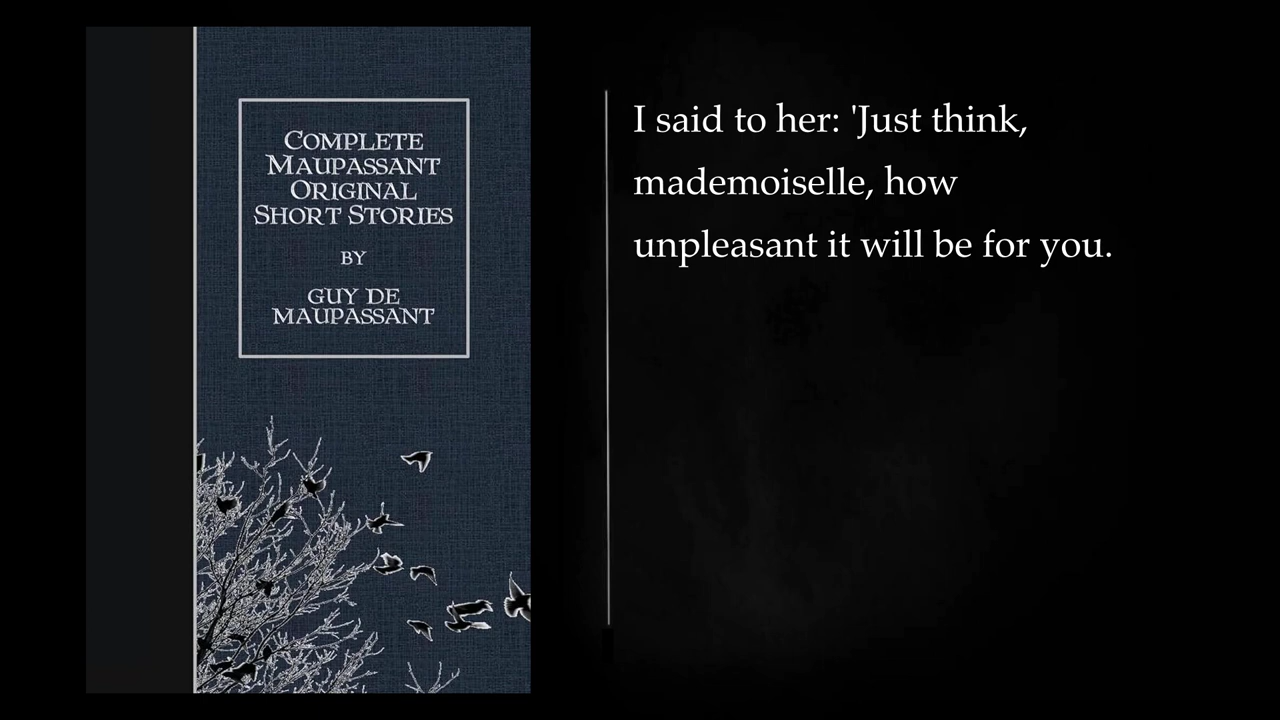 COMPLETE
MAUPASSANT
ORIGINAL
SHORT STORIES
BY
GUY DE
MAUPASSANT
I said to her: 'Just think,
mademoiselle, how
unpleasant it will be for you.